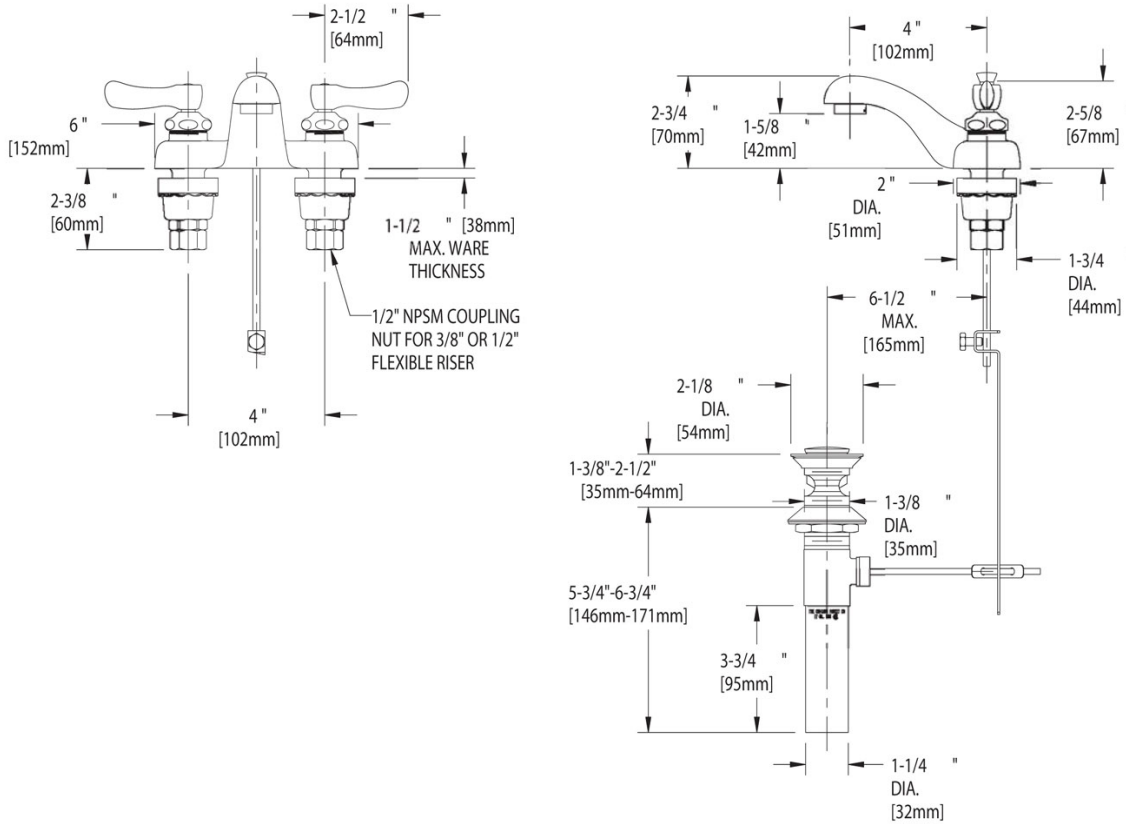 2-1/2 "
[64mm]
6 "
[152mm]
2-3/8 "
[60mm]
1-1/2 " [38mm]
MAX. WARE
THICKNESS
1/2" NPSM COUPLING
NUT FOR 3/8" OR 1/2"
FLEXIBLE RISER
4 "
[102mm]
4 "
[102mm]
2-3/4 "
[70mm]
1-5/8 "
[42mm]
2-5/8 "
[67mm]
2 "
DIA.
[51mm]
1-3/4
DIA.
[44mm]
6-1/2 "
MAX.
[165mm]
2-1/8 "
DIA.
[54mm]
1-3/8"-2-1/2"
[35mm-64mm]
1-3/8 "
DIA.
[35mm]
5-3/4"-6-3/4"
[146mm-171mm]
3-3/4 "
[95mm]
1-1/4 "
DIA.
[32mm]